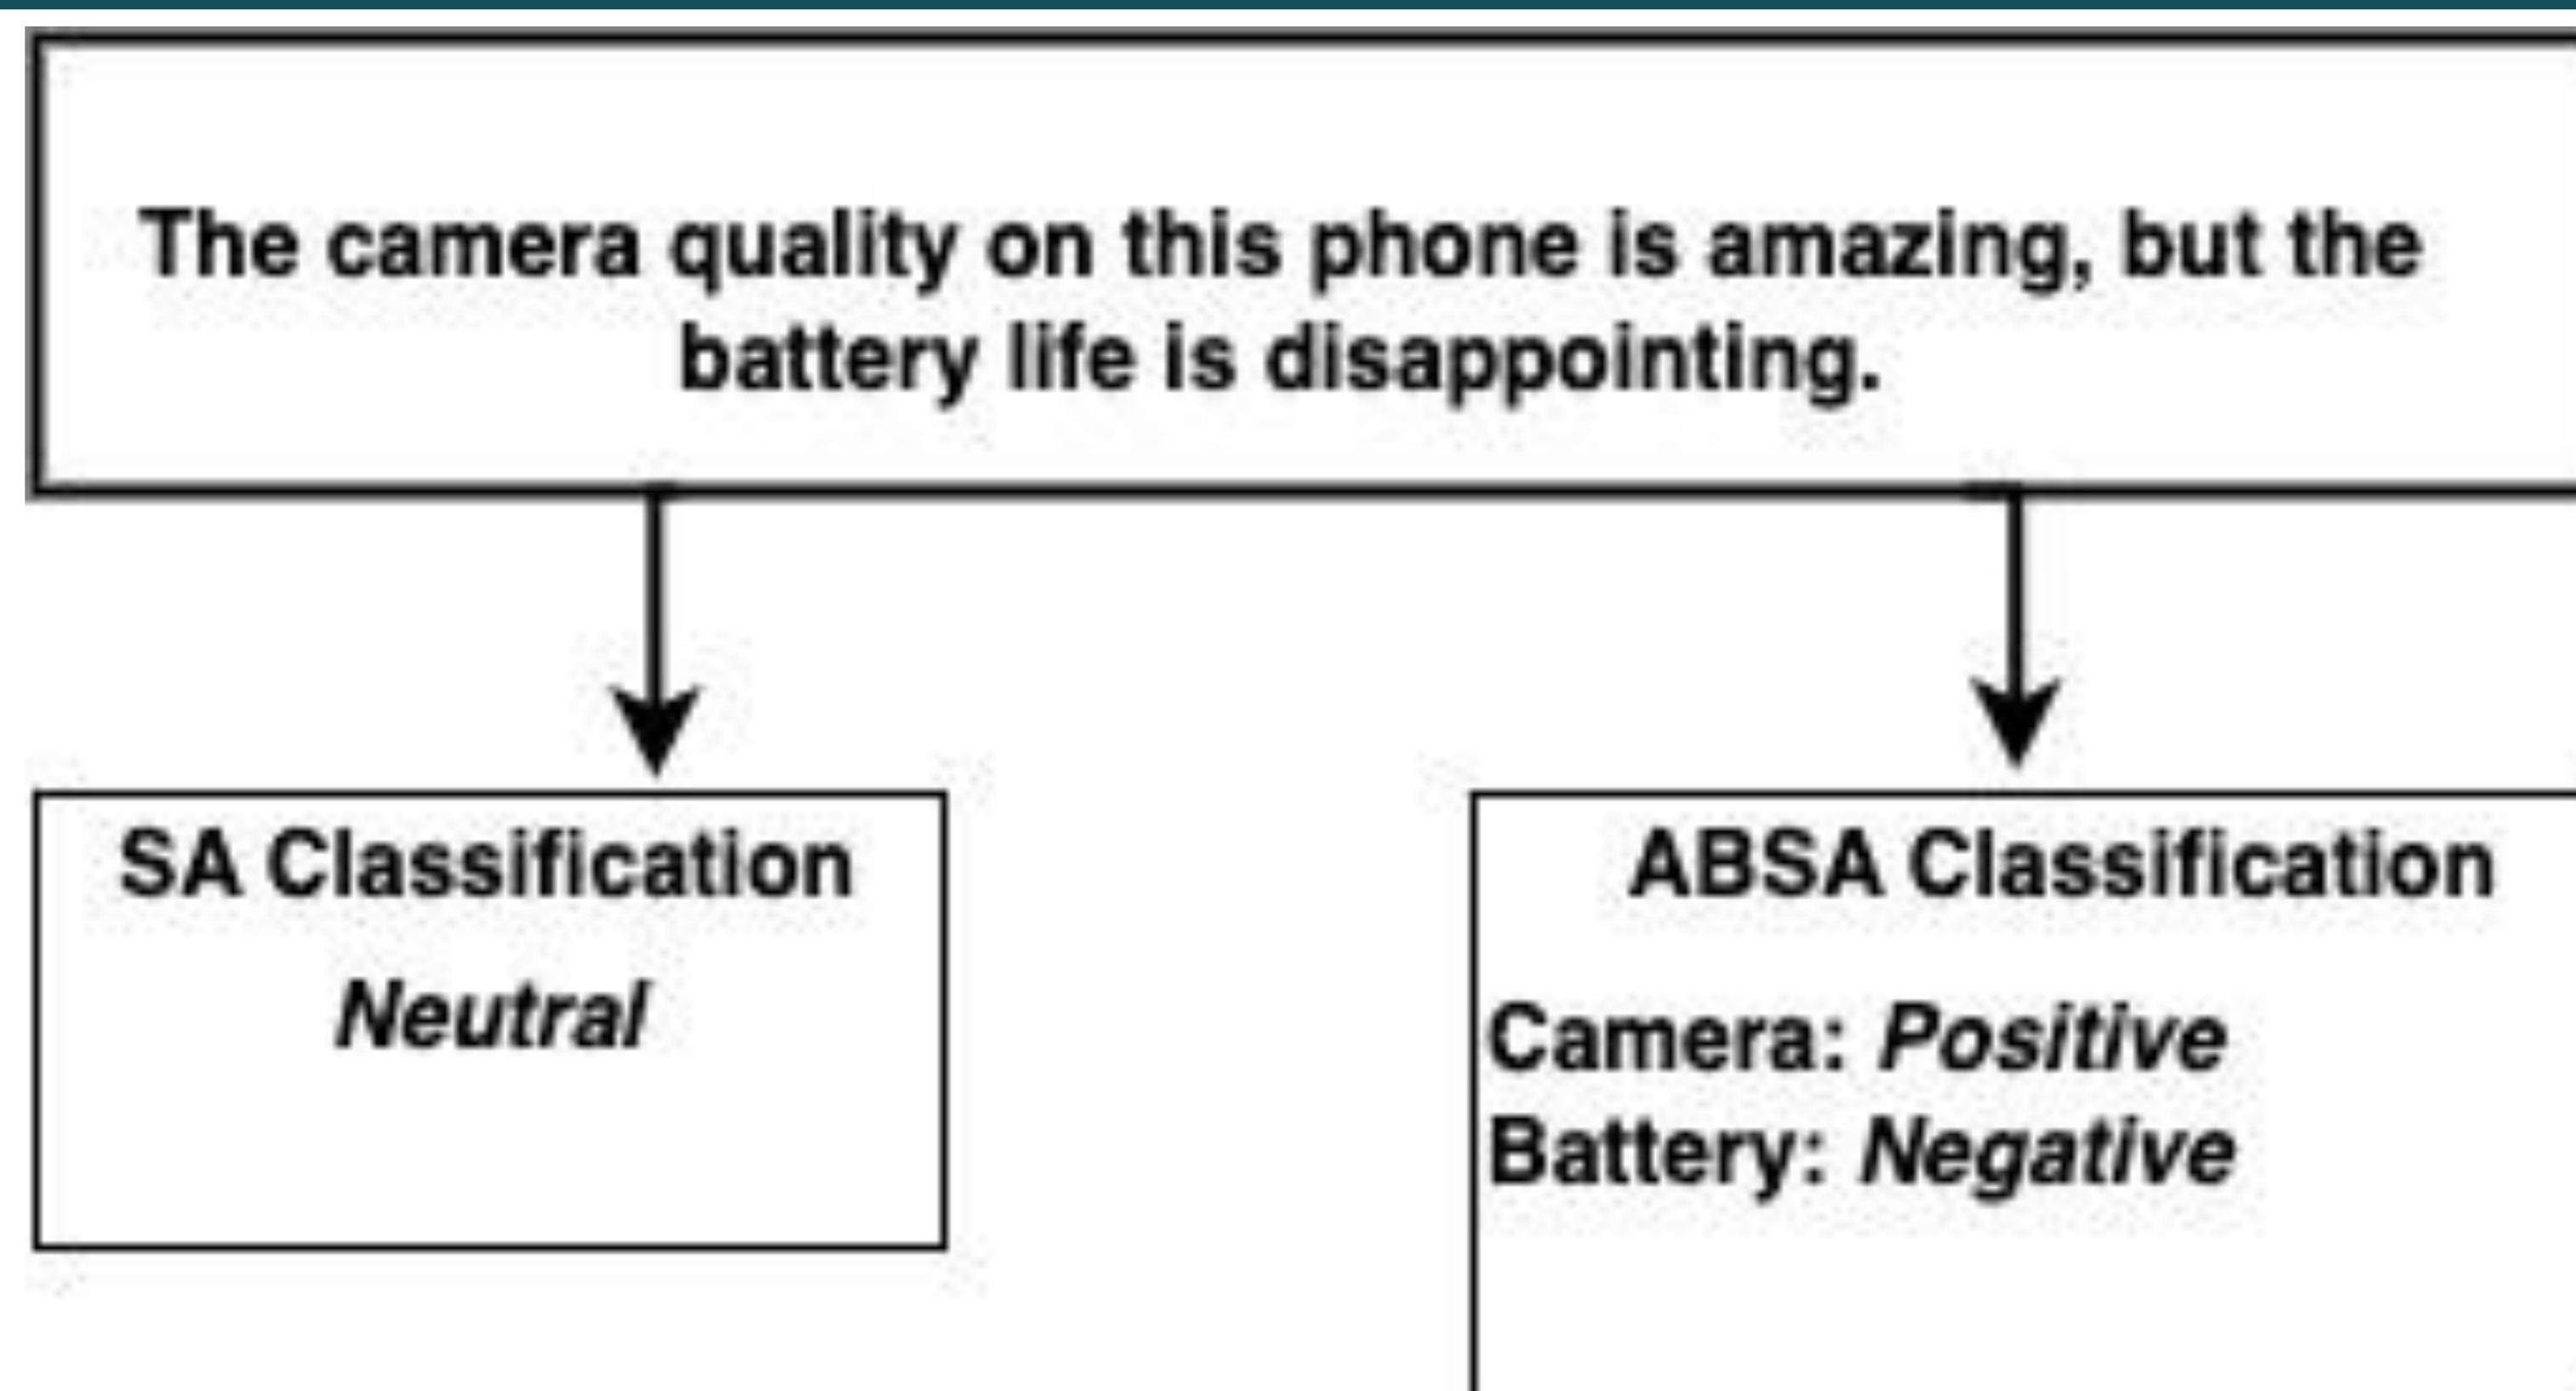 The camera quality on this phone is amazing, but the
battery life is disappointing.
SA Classification
Neutral
ABSA Classification
Camera: Positive
Battery: Negative